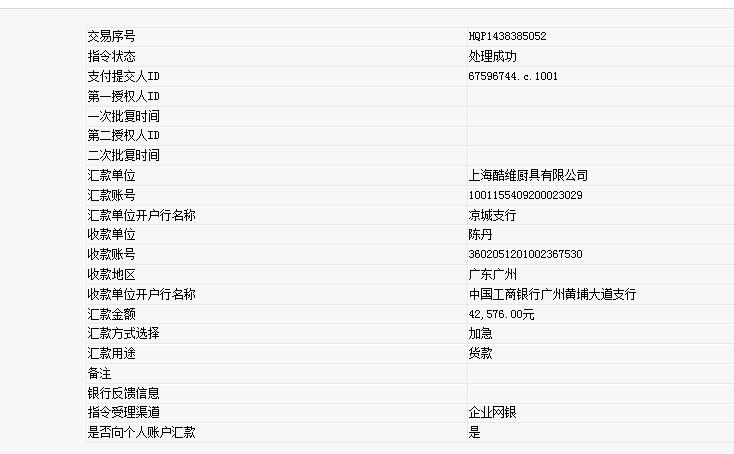 交易序号 HQP1438385052
指令状态 处理成功
支付提交人ID 67596744.c.1001
第一授权人ID
一次批复时间
第二授权人ID
二次批复时间
汇款单位 上海酷维厨具有限公司
汇款账号 1001155409200023029
汇款单位开户行名称 凉城支行
收款单位 陈丹
收款账号 3602051201002367530
收款地区 广东广州
收款单位开户行名称 中国工商银行广州黄埔大道支行
汇款金额 42,576.00元
汇款方式选择 加急
汇款用途 货款
备注
银行反馈信息
指令受理渠道 企业网银
是否向个人账户汇款 是